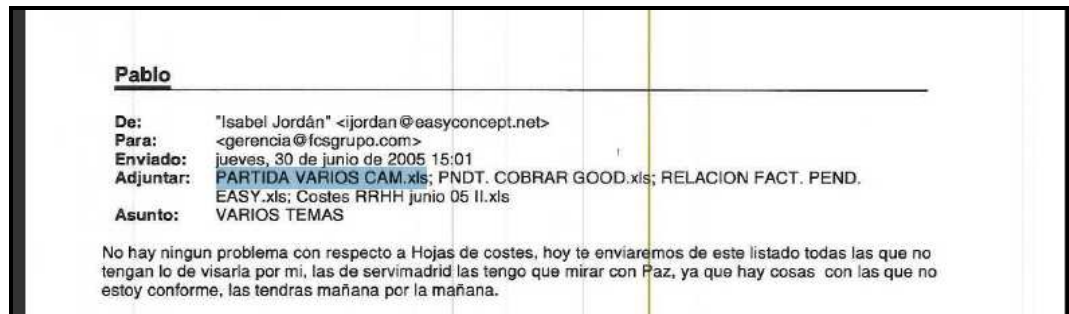 Pablo
De: "Isabel Jordán" <ijordan@easyconcept.net>
Para: <gerencia@fcsgrupo.com>
Enviado: jueves, 30 de junio de 2005 15:01
Adjuntar: PARTIDA VARIOS CAM.xls; PNDT. COBRAR GOOD.xls; RELACION FACT. PEND.
EASY.xls; Costes RRHH junio 05 II.xls
Asunto: VARIOS TEMAS
No hay ningun problema con respecto a Hojas de costes, hoy te enviaremos de este listado todas las que no
tengan lo de visarla por mi, las de servimadrid las tengo que mirar con Paz, ya que hay cosas con las que no
estoy conforme, las tendras mañana por la mañana.